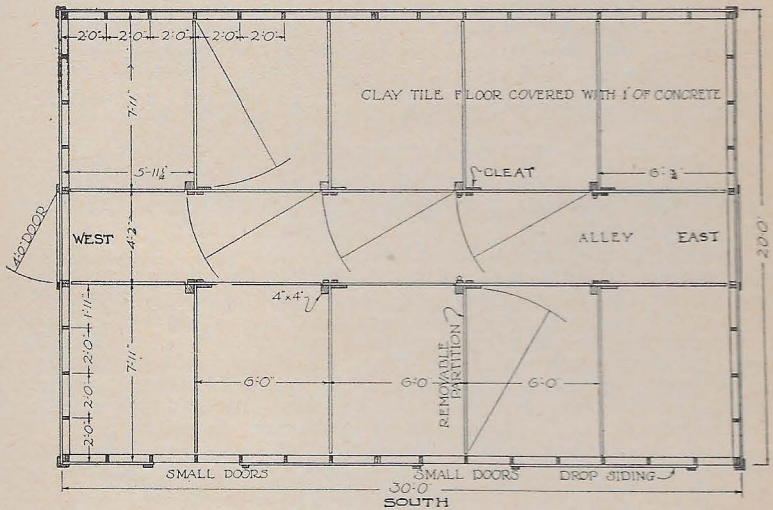 2'-0" 2'-0" 2'-0" 2'-0" 2'-0"
7'-11"
CLAY TILE FLOOR COVERED WITH 1" OF CONCRETE
5'-11¼"
CLEAT
4'-0" DOOR
WEST
4'-2"
ALLEY EAST
20'-0"
4"x4"
1'-11"
2'-0"
2'-0"
2'-0"
7'-11"
6'-0" 6'-0" 6'-0"
REMOVABLE
PARTITION
SMALL DOORS SMALL DOORS DROP SIDING
30'-0"
SOUTH